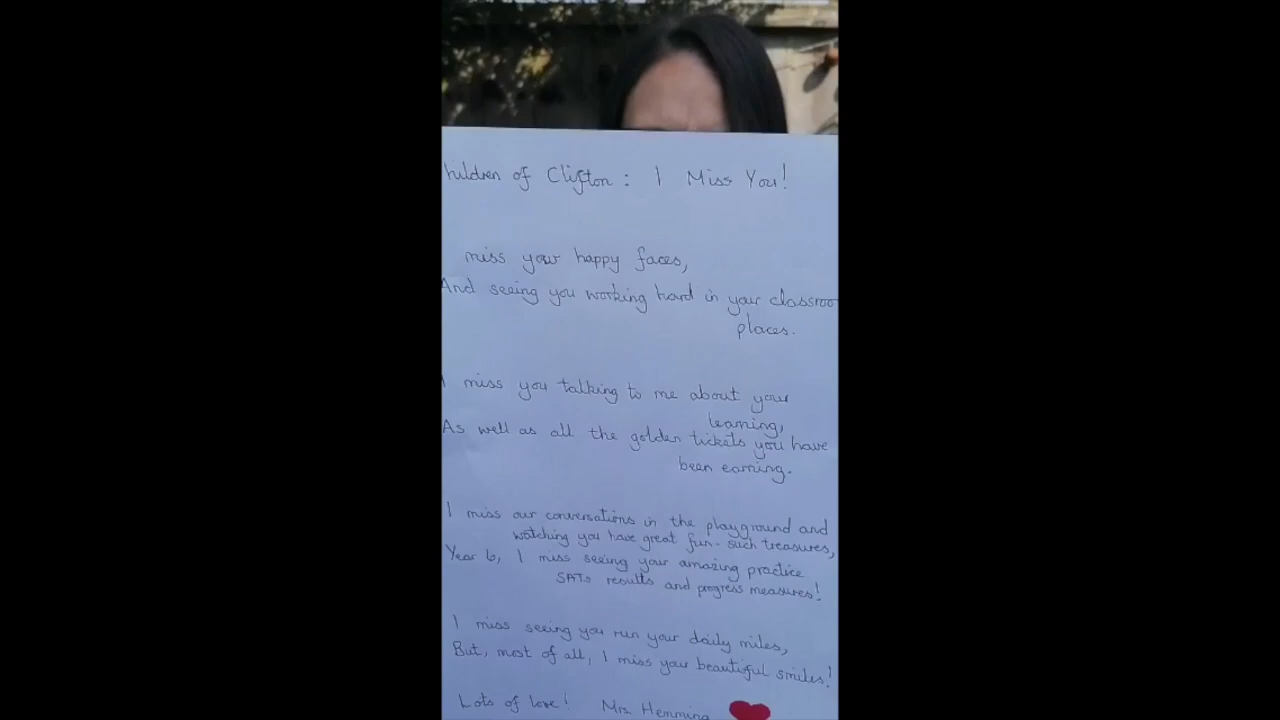 hildren of Clifton : I Miss You!
miss your happy faces,
And seeing you working hard in your classroo
places.
I miss you talking to me about your
learning,
As well as all the golden tickets you have
been earning.
I miss our conversations in the playground and
watching you have great fun - such treasures,
Year 6, I miss seeing your amazing practice
SATs results and progress measures!
I miss seeing you run your daily miles,
But, most of all, I miss your beautiful smiles!
Lots of love! Mrs. Hemming